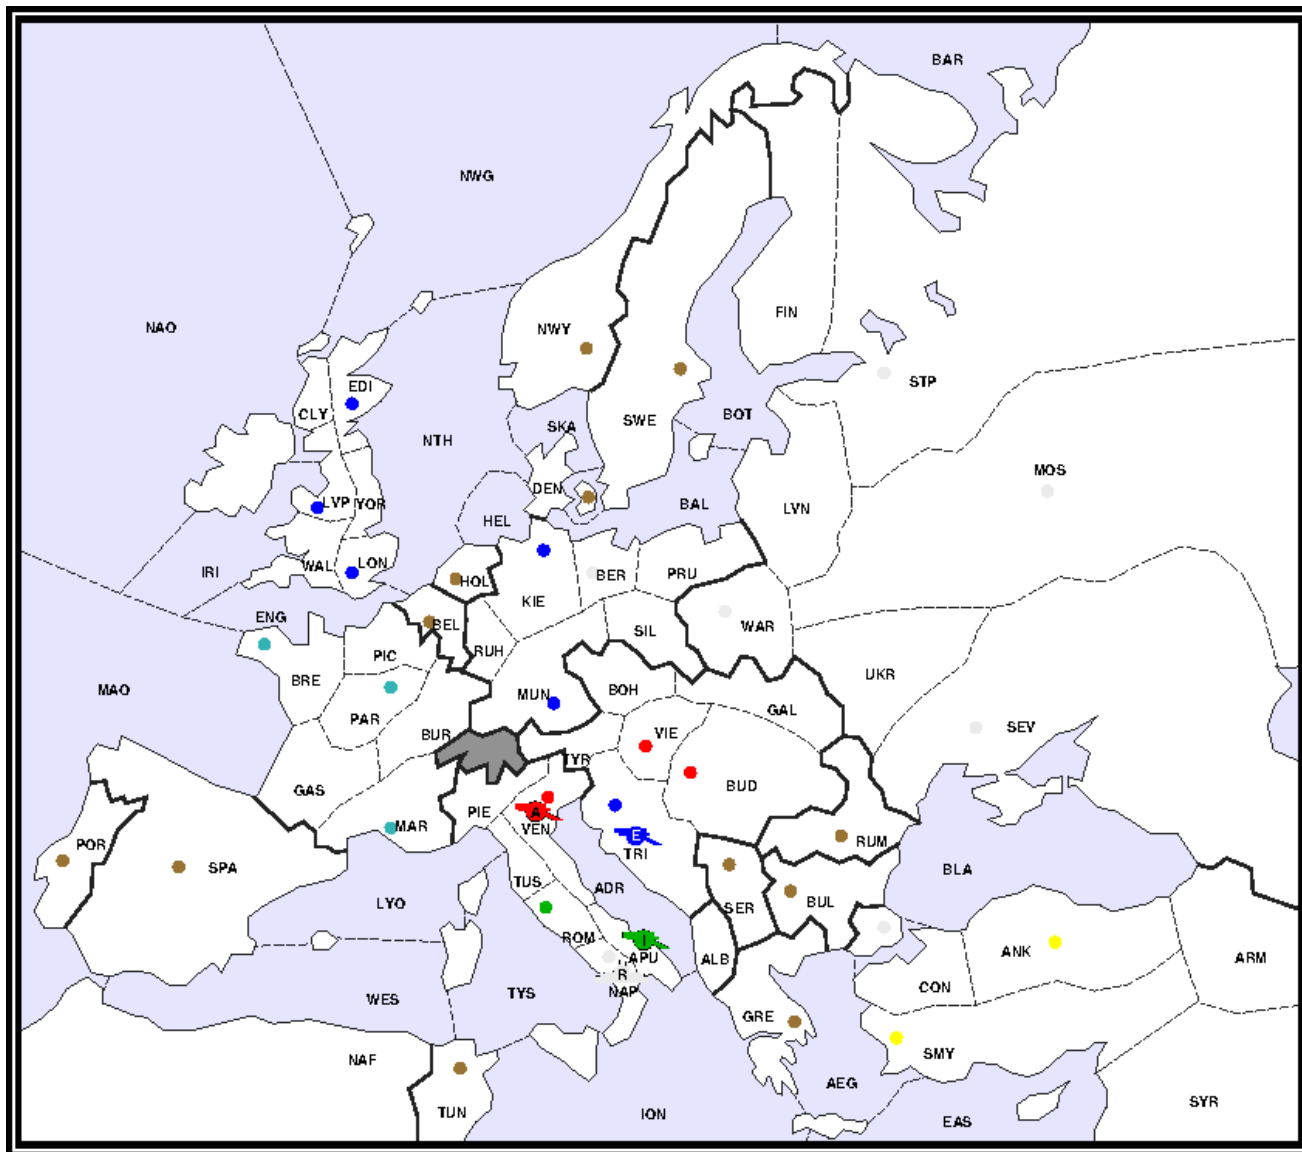 BAR
NWG
NAO
FIN
NWY
STP
EDI
CLY
SWE
BOT
SKA
NTH
MOS
DEN
LVP
YOR
BAL
LVN
HEL
IRI
WAL
LON
HOL
BER
PRU
KIE
ENG
BEL
SIL
WAR
PIC
RUH
UKR
MAO
BRE
MUN
BOH
GAL
PAR
SEV
BUR
VIE
TYR
BUD
GAS
PIE
A
VEN
MAR
E
TRI
RUM
POR
SPA
BLA
TUS
ADR
LYO
SER
BUL
ROM
I
APU
ALB
ANK
ARM
R
NAP
CON
WES
TYS
GRE
SMY
NAF
AEG
TUN
ION
EAS
SYR